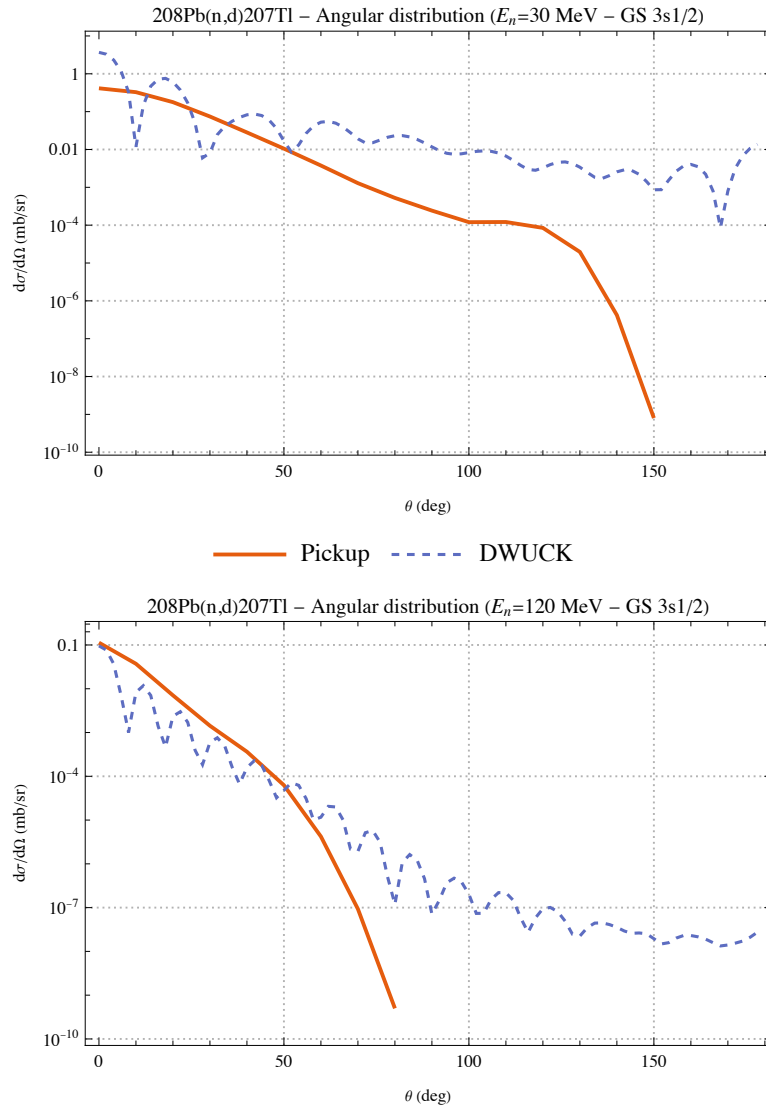 208Pb(n,d)207Tl – Angular distribution (Eₙ=30 MeV – GS 3s1/2)
1
0.01
10⁻⁴
10⁻⁶
10⁻⁸
10⁻¹⁰
dσ/dΩ (mb/sr)
0 50 100 150
θ (deg)
Pickup DWUCK
208Pb(n,d)207Tl – Angular distribution (Eₙ=120 MeV – GS 3s1/2)
0.1
10⁻⁴
10⁻⁷
10⁻¹⁰
dσ/dΩ (mb/sr)
0 50 100 150
θ (deg)